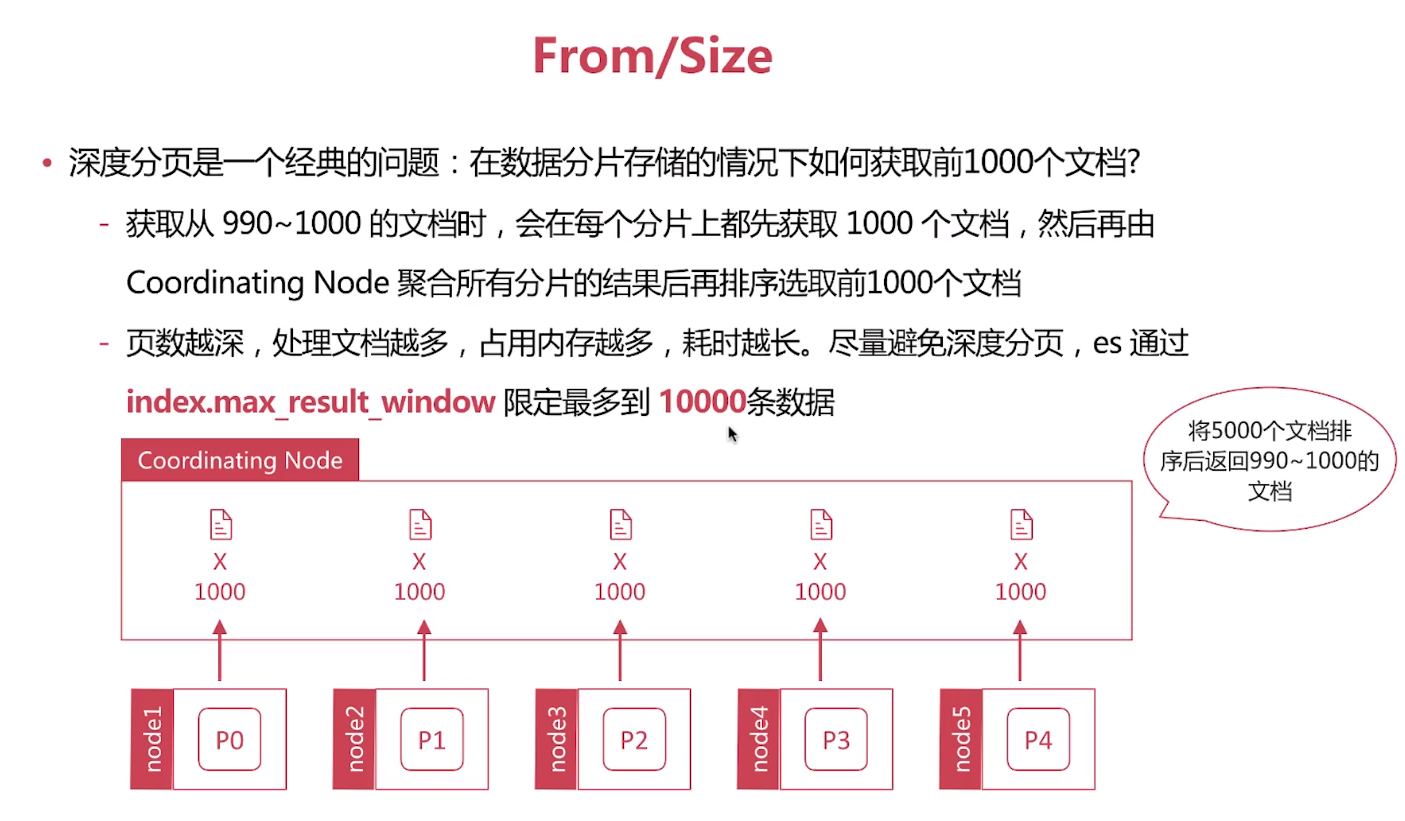 From/Size
• 深度分页是一个经典的问题：在数据分片存储的情况下如何获取前1000个文档?
- 获取从 990~1000 的文档时，会在每个分片上都先获取 1000 个文档，然后再由
Coordinating Node 聚合所有分片的结果后再排序选取前1000个文档
- 页数越深，处理文档越多，占用内存越多，耗时越长。尽量避免深度分页，es 通过
index.max_result_window 限定最多到 10000条数据
将5000个文档排
序后返回990~1000的
文档
Coordinating Node
X X X X X
1000 1000 1000 1000 1000
node1 P0 node2 P1 node3 P2 node4 P3 node5 P4